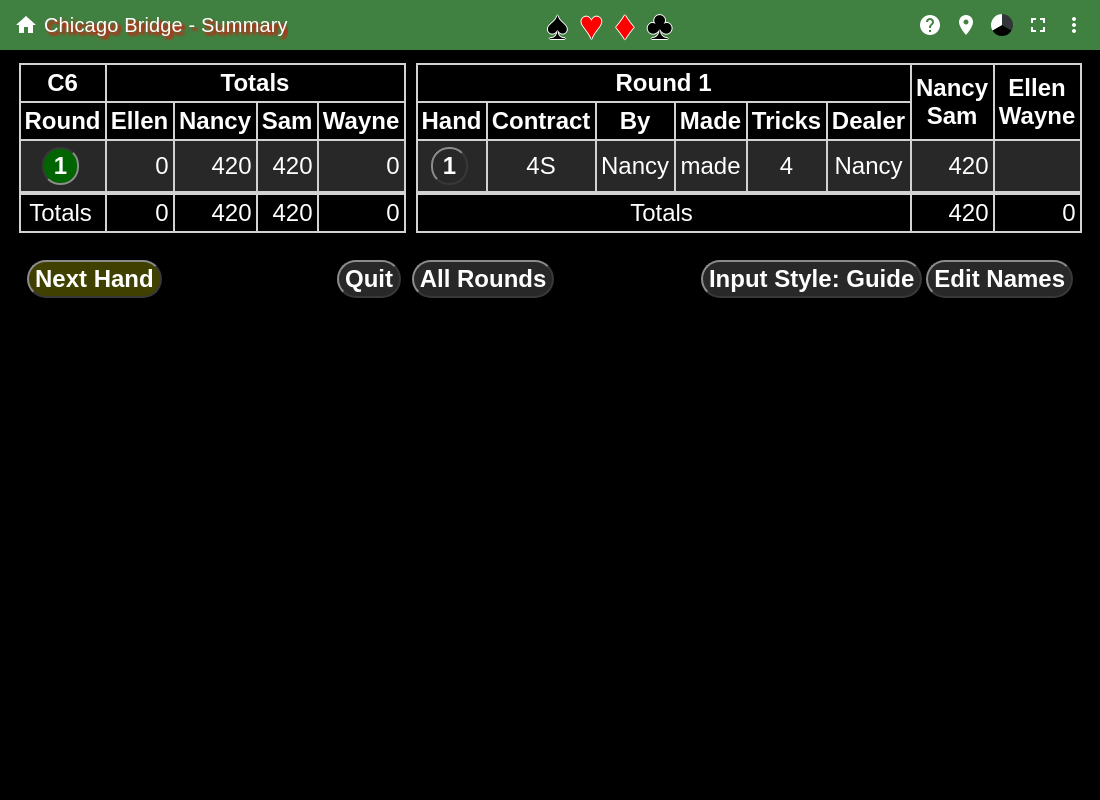 Chicago Bridge - Summary ♠ ♥ ♦ ♣
C6 Totals
Round Ellen Nancy Sam Wayne
1 0 420 420 0
Totals 0 420 420 0
Round 1 Nancy Sam Ellen Wayne
Hand Contract By Made Tricks Dealer
1 4S Nancy made 4 Nancy 420
Totals 420 0
Next Hand Quit All Rounds Input Style: Guide Edit Names